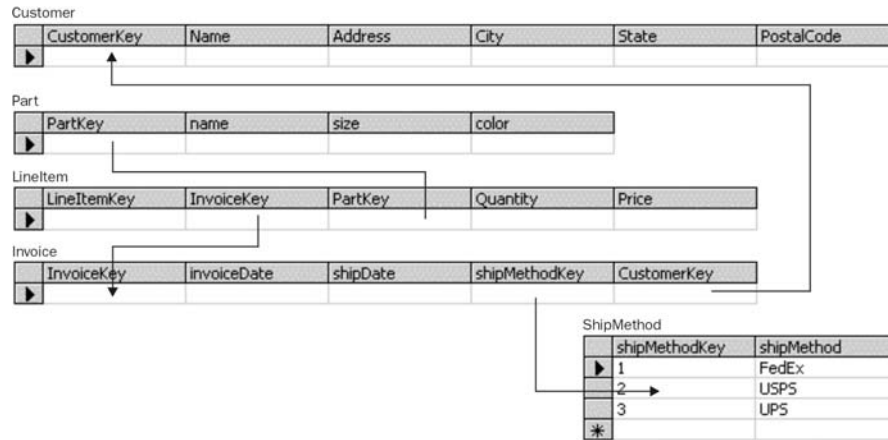 Customer
CustomerKey Name Address City State PostalCode
Part
PartKey name size color
LineItem
LineItemKey InvoiceKey PartKey Quantity Price
Invoice
InvoiceKey invoiceDate shipDate shipMethodKey CustomerKey
ShipMethod
shipMethodKey shipMethod
1 FedEx
2 USPS
3 UPS